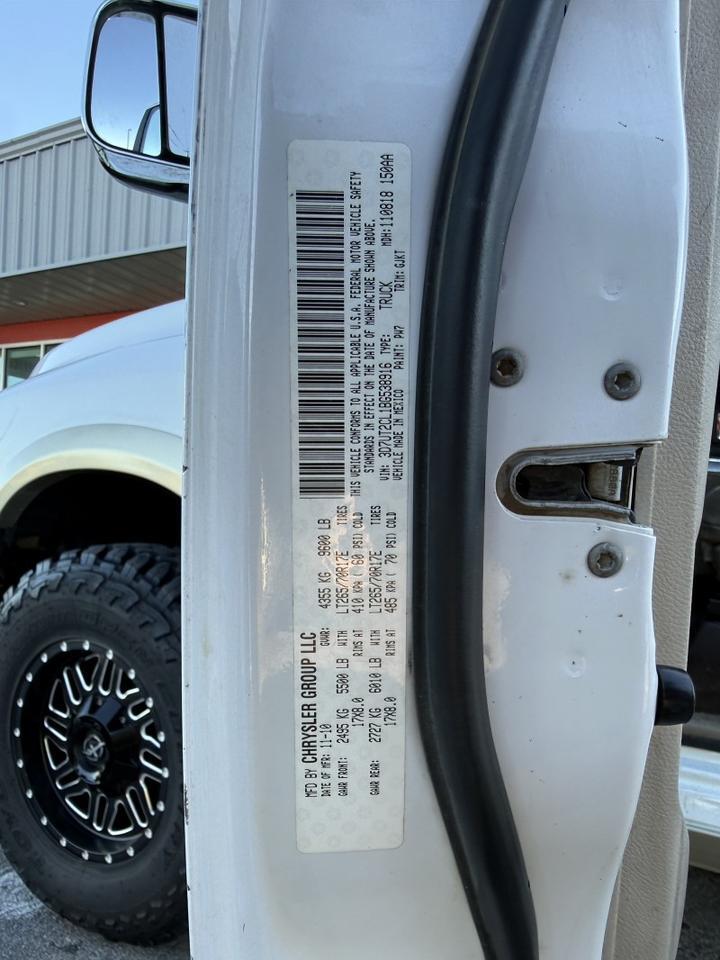 MFD BY CHRYSLER GROUP LLC
DATE OF MFR: 11-10 GVWR: 4355 KG 9600 LB
GAWR FRONT: 2495 KG 5500 LB WITH LT265/70R17E TIRES
17X8.0 RIMS AT 410 KPA ( 60 PSI) COLD
GAWR REAR: 2727 KG 6010 LB WITH LT265/70R17E TIRES
17X8.0 RIMS AT 485 KPA ( 70 PSI) COLD
THIS VEHICLE CONFORMS TO ALL APPLICABLE U.S.A. FEDERAL MOTOR VEHICLE SAFETY
STANDARDS IN EFFECT ON THE DATE OF MANUFACTURE SHOWN ABOVE.
VIN: 3D7UT2CL1BG538916 TYPE: TRUCK MDH: 110818 150AA
VEHICLE MADE IN MEXICO PAINT: PW7 TRIM: GJKT